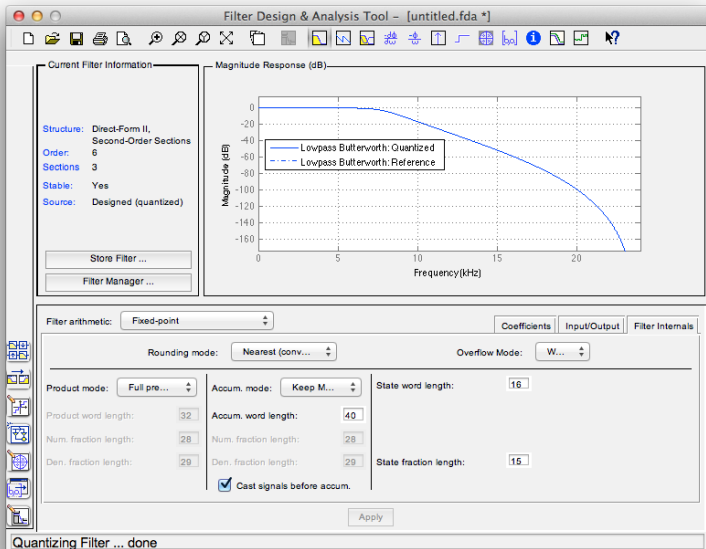 Filter Design & Analysis Tool – [untitled.fda *]
Current Filter Information
Structure: Direct-Form II, Second-Order Sections
Order: 6
Sections 3
Stable: Yes
Source: Designed (quantized)
Store Filter ...
Filter Manager ...
Magnitude Response (dB)
0
-20
-40
-60
-80
-100
-120
-140
-160
Magnitude (dB)
Lowpass Butterworth: Quantized
Lowpass Butterworth: Reference
0 5 10 15 20
Frequency(kHz)
Filter arithmetic: Fixed-point
Coefficients Input/Output Filter Internals
Rounding mode: Nearest (conv... Overflow Mode: W...
Product mode: Full pre... Accum. mode: Keep M... State word length: 16
Product word length: 32 Accum. word length: 40
Num. fraction length: 28 Num. fraction length: 28
Den. fraction length: 29 Den. fraction length: 29 State fraction length: 15
Cast signals before accum.
Apply
Quantizing Filter ... done